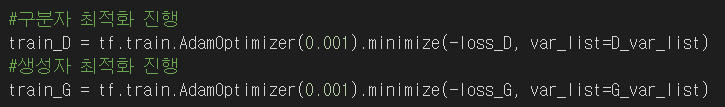 #구분자 최적화 진행
train_D = tf.train.AdamOptimizer(0.001).minimize(-loss_D, var_list=D_var_list)
#생성자 최적화 진행
train_G = tf.train.AdamOptimizer(0.001).minimize(-loss_G, var_list=G_var_list)